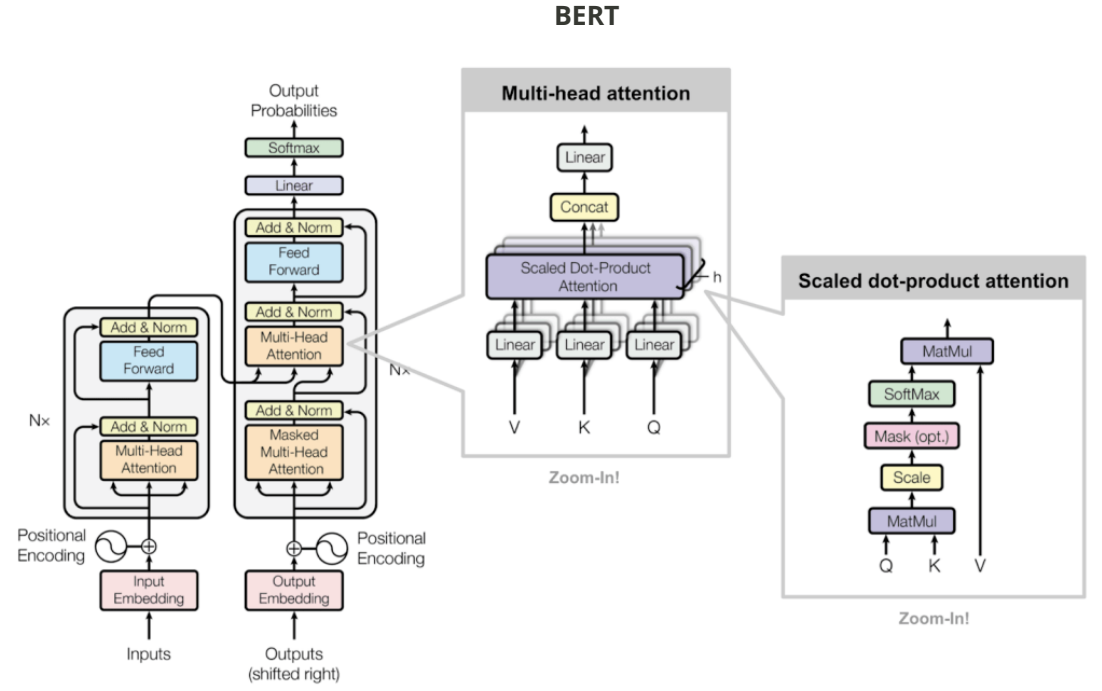 BERT
Output
Probabilities
Softmax
Linear
Add & Norm
Feed
Forward
Add & Norm
Multi-Head
Attention
Nx
Add & Norm
Masked
Multi-Head
Attention
Positional
Encoding
Output
Embedding
Outputs
(shifted right)
Add & Norm
Feed
Forward
Nx
Add & Norm
Multi-Head
Attention
Positional
Encoding
Input
Embedding
Inputs
Multi-head attention
Linear
Concat
Scaled Dot-Product
Attention
h
Linear
Linear
Linear
V
K
Q
Zoom-In!
Scaled dot-product attention
MatMul
SoftMax
Mask (opt.)
Scale
MatMul
Q
K
V
Zoom-In!